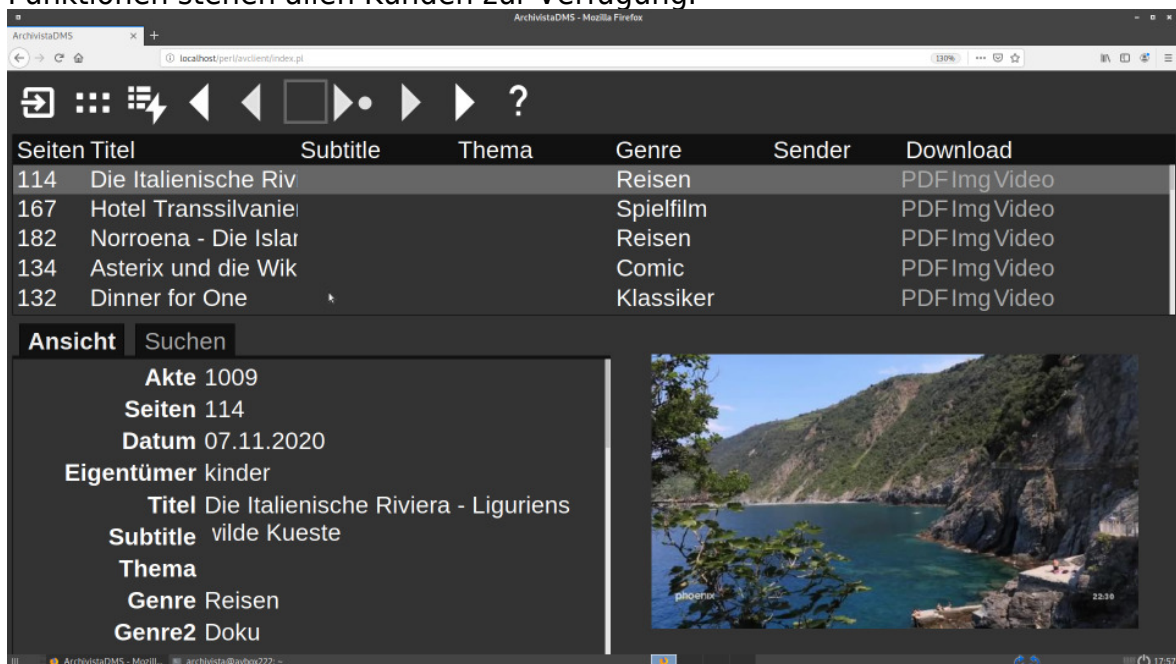 Funktionen stehen allen Kunden zur Verfügung.
ArchivistaDMS - Mozilla Firefox
ArchivistaDMS × +
localhost/perl/avclient/index.pl 130%
?
Seiten Titel Subtitle Thema Genre Sender Download
114 Die Italienische Riv Reisen PDF Img Video
167 Hotel Transsilvanie Spielfilm PDF Img Video
182 Norroena - Die Islar Reisen PDF Img Video
134 Asterix und die Wik Comic PDF Img Video
132 Dinner for One Klassiker PDF Img Video
Ansicht Suchen
Akte 1009
Seiten 114
Datum 07.11.2020
Eigentümer kinder
Titel Die Italienische Riviera - Liguriens
Subtitle vilde Kueste
Thema
Genre Reisen
Genre2 Doku
phoenix 22:30
ArchivistaDMS - Mozill... archivista@avbox222: ~ 17:57